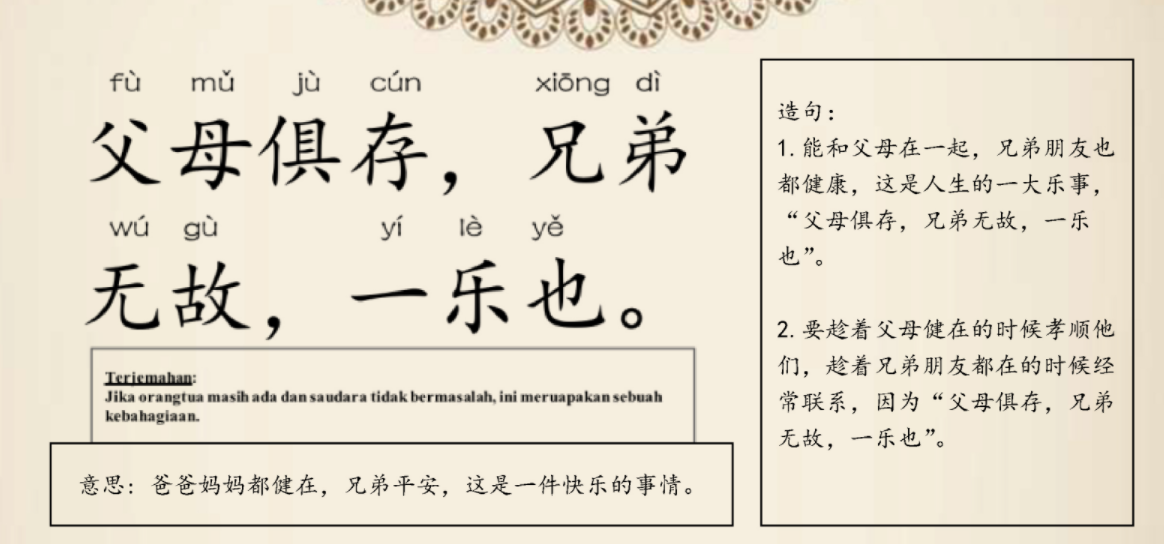 fù mǔ jù cún xiōng dì
父母俱存，兄弟
wú gù yí lè yě
无故，一乐也。
Terjemahan:
Jika orangtua masih ada dan saudara tidak bermasalah, ini meruapakan sebuah
kebahagiaan.
意思：爸爸妈妈都健在，兄弟平安，这是一件快乐的事情。
造句：
1.能和父母在一起，兄弟朋友也
都健康，这是人生的一大乐事，
“父母俱存，兄弟无故，一乐
也”。
2.要趁着父母健在的时候孝顺他
们，趁着兄弟朋友都在的时候经
常联系，因为“父母俱存，兄弟
无故，一乐也”。